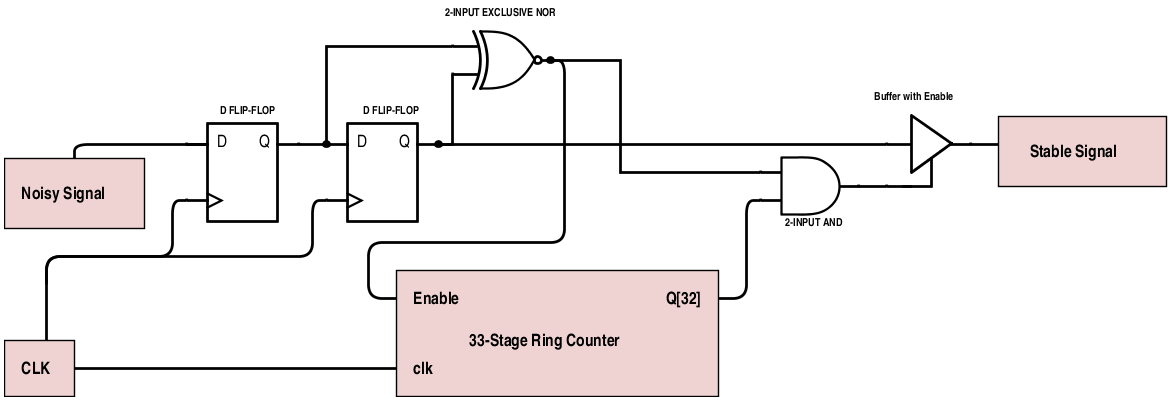 2-INPUT EXCLUSIVE NOR
Buffer with Enable
D FLIP-FLOP
D FLIP-FLOP
D Q
D Q
Noisy Signal
Stable Signal
2-INPUT AND
Enable
Q[32]
33-Stage Ring Counter
CLK
clk